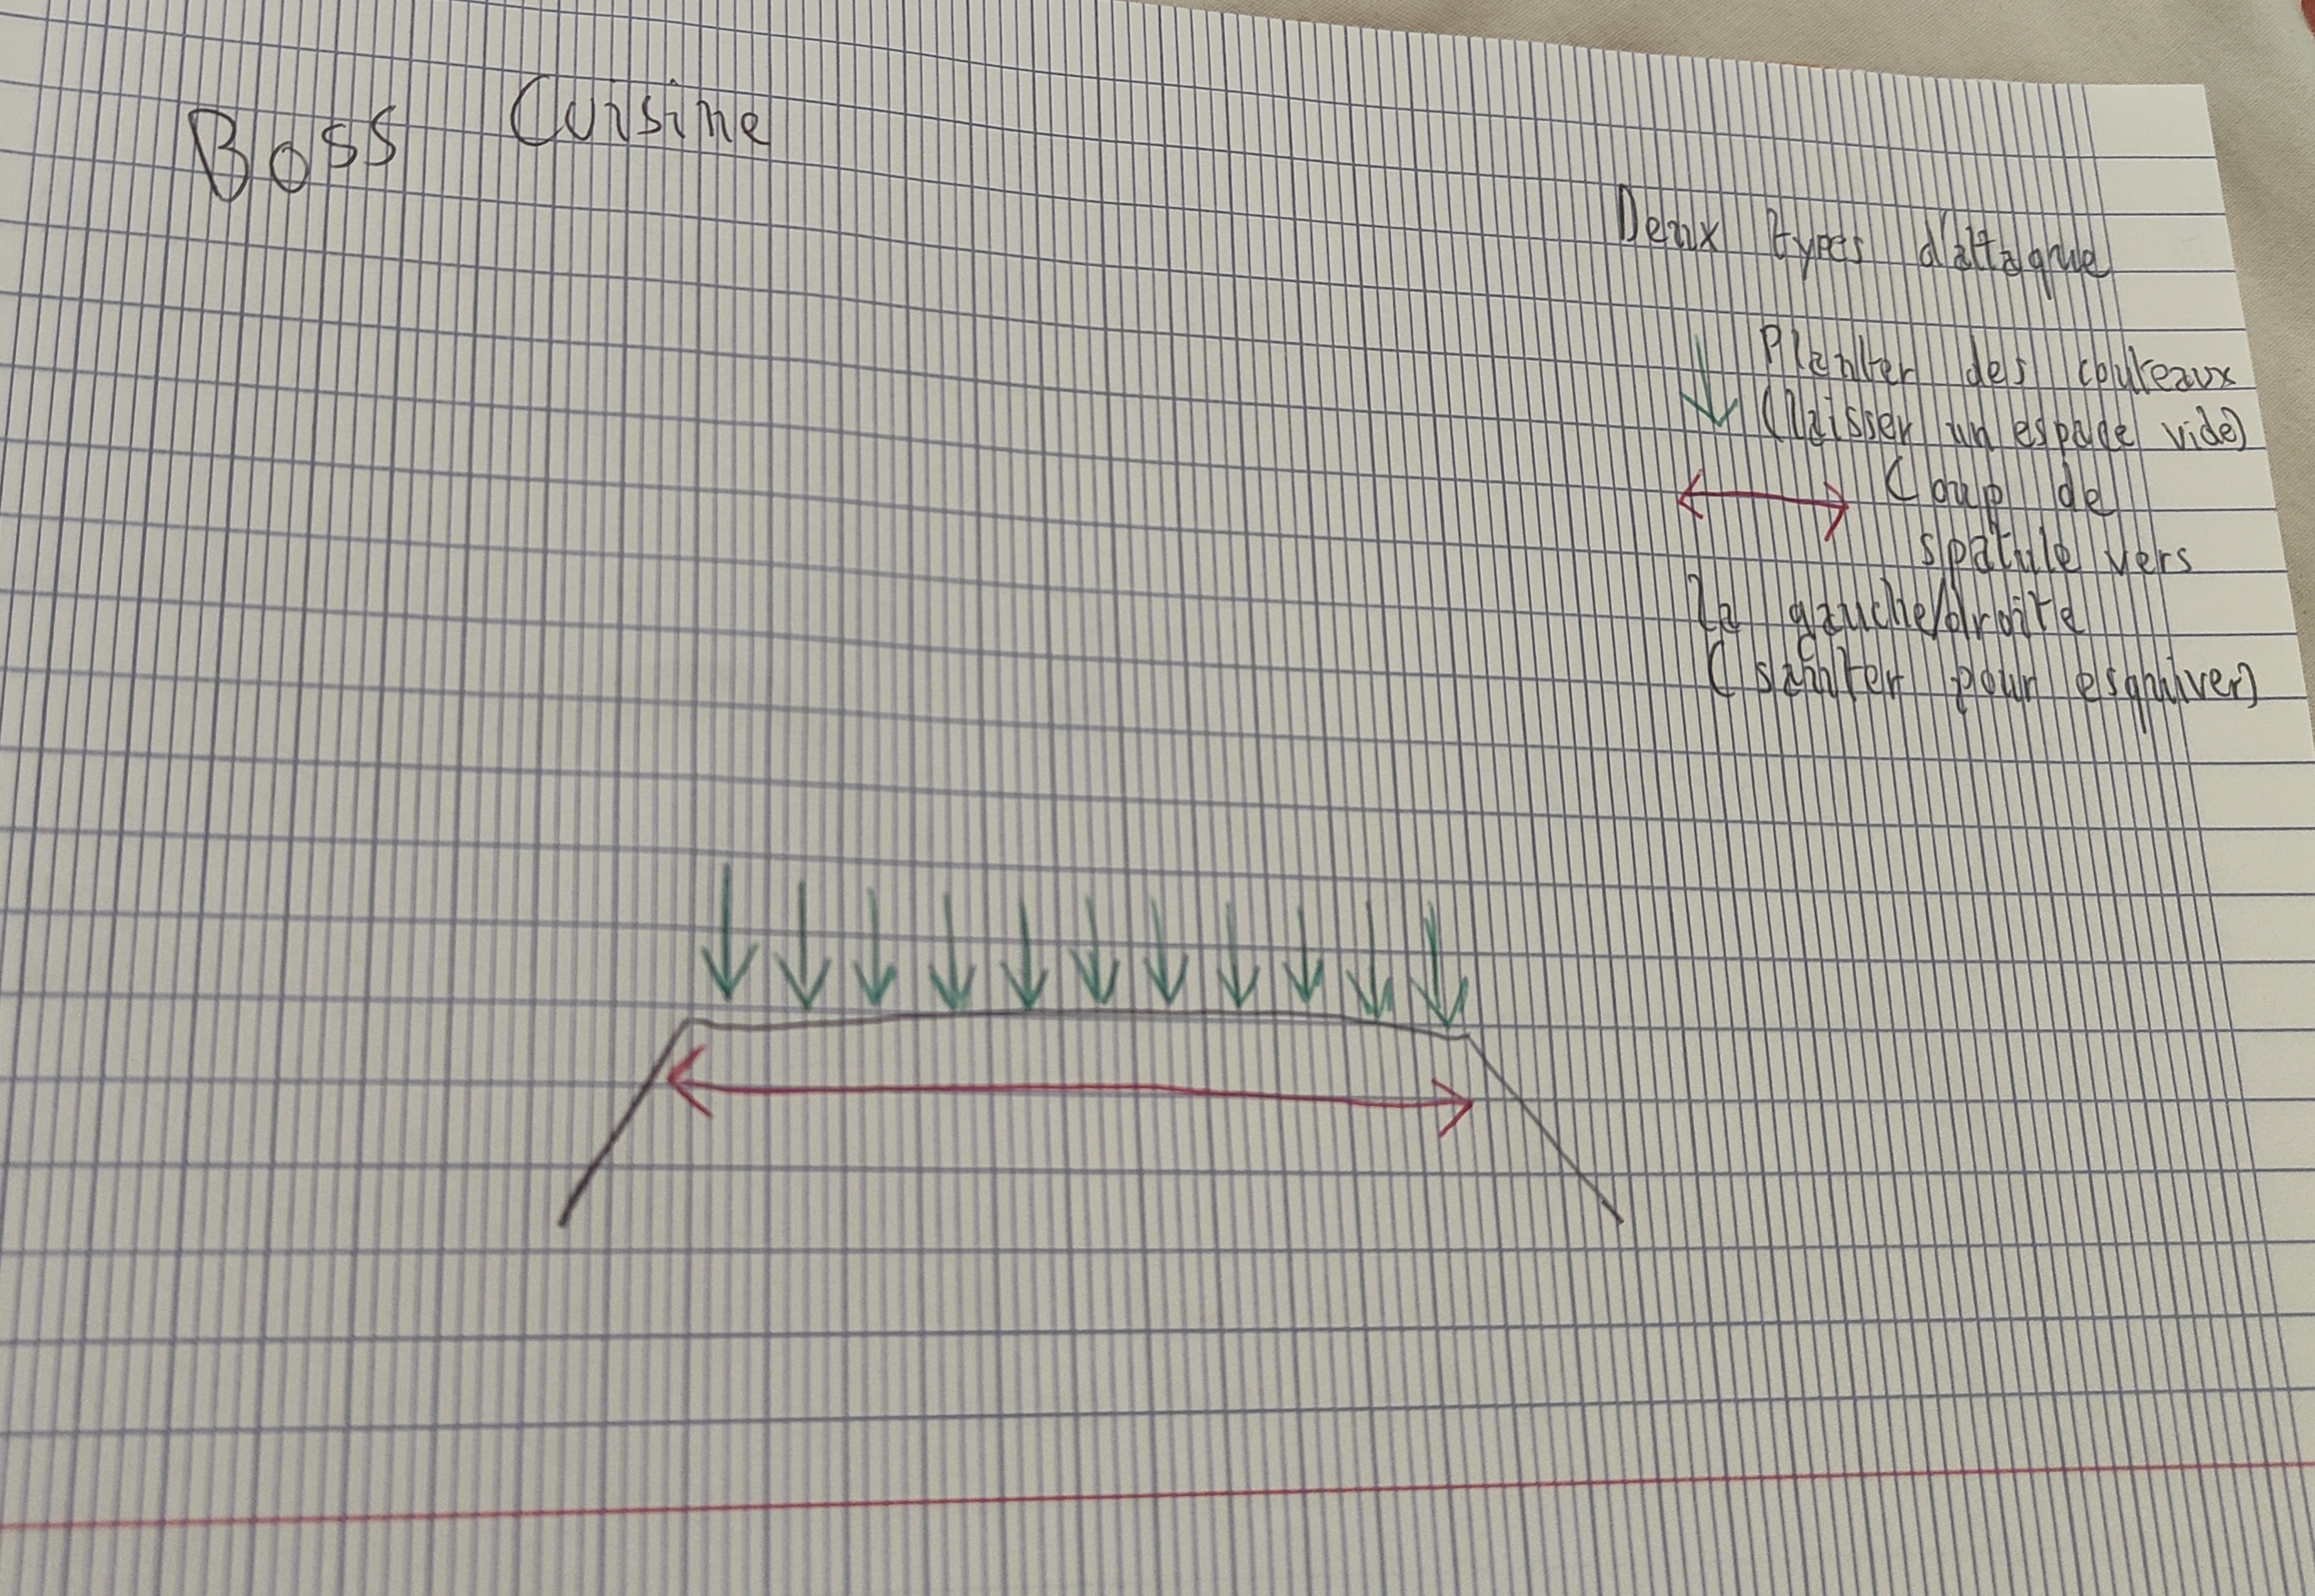 Boss Cuisine
Deux types d'attaque
Planter des couteaux
(laisser un espace vide)
Coup de
spatule vers
la gauche/droite
(sauter pour esquiver)